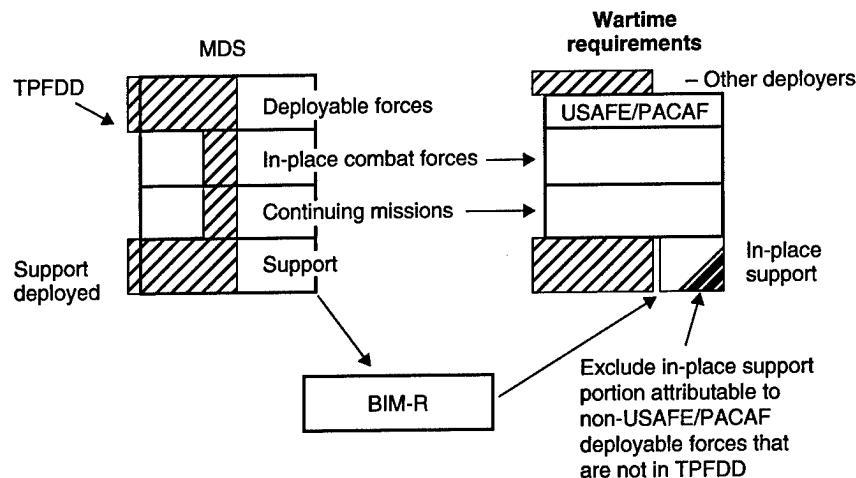 MDS
Wartime
requirements
TPFDD
Deployable forces
In-place combat forces
Continuing missions
Support
Support
deployed
– Other deployers
USAFE/PACAF
In-place
support
BIM-R
Exclude in-place support
portion attributable to
non-USAFE/PACAF
deployable forces that
are not in TPFDD